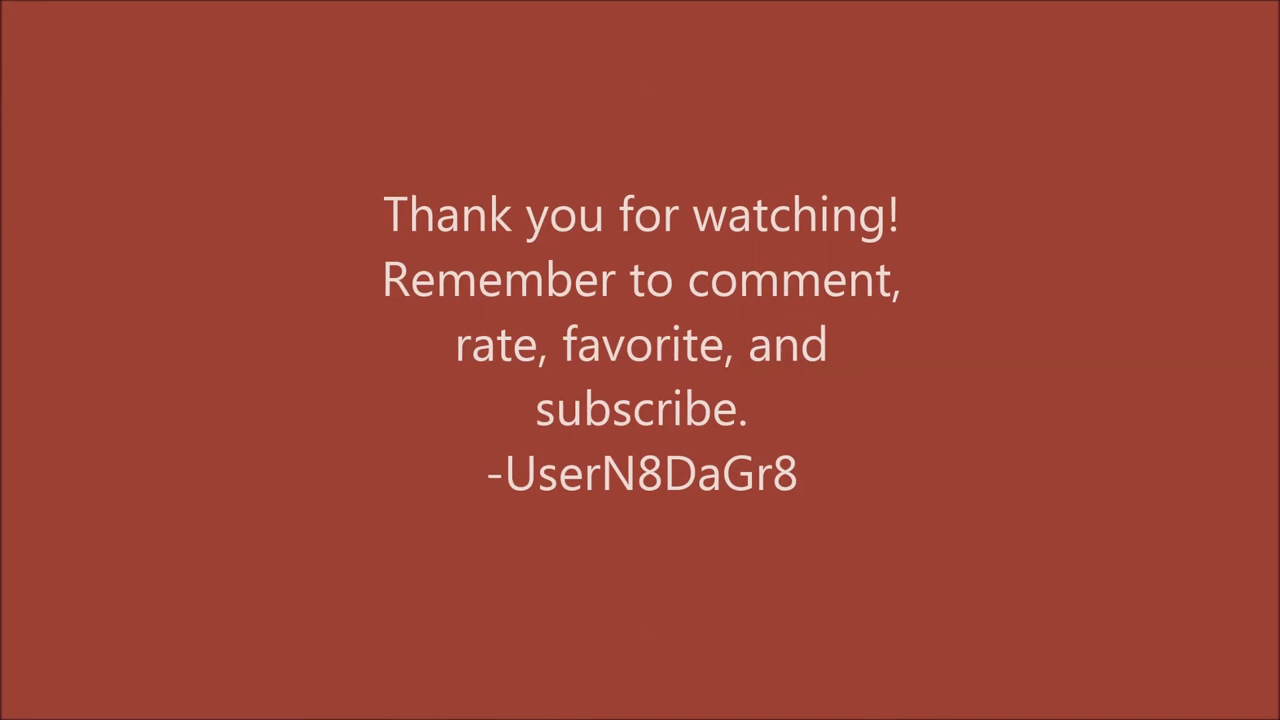 Thank you for watching!
Remember to comment,
rate, favorite, and
subscribe.
-UserN8DaGr8